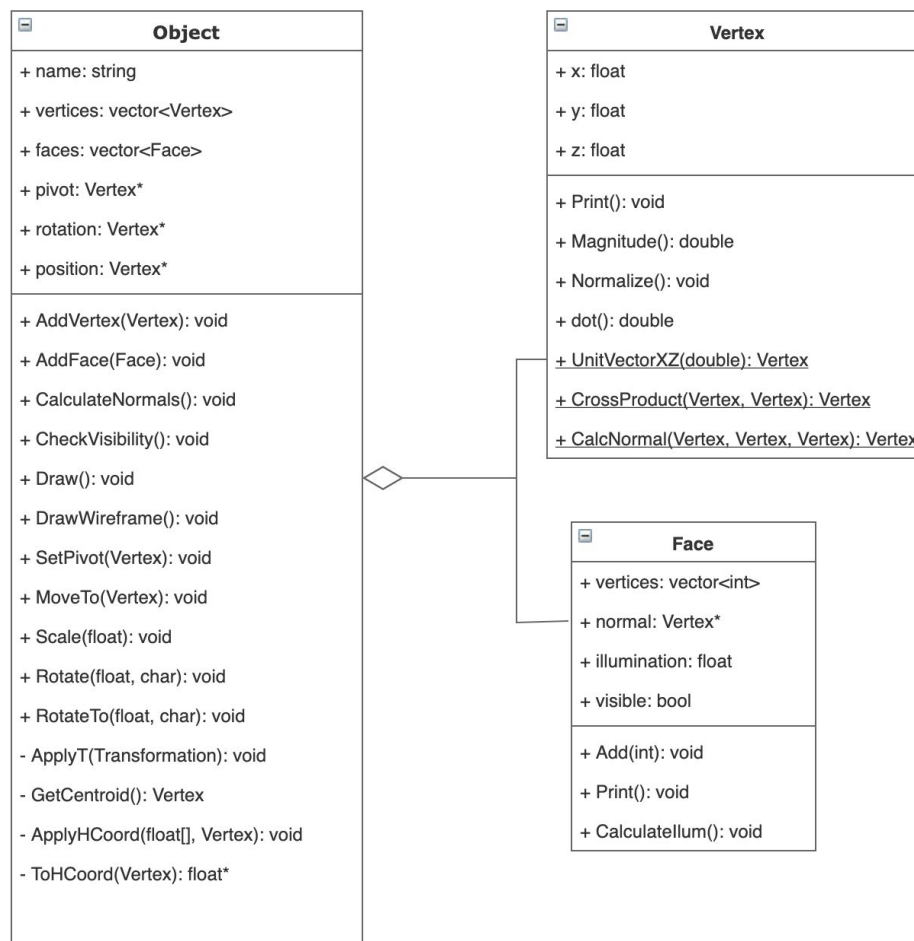 Object
+ name: string
+ vertices: vector<Vertex>
+ faces: vector<Face>
+ pivot: Vertex*
+ rotation: Vertex*
+ position: Vertex*
+ AddVertex(Vertex): void
+ AddFace(Face): void
+ CalculateNormals(): void
+ CheckVisibility(): void
+ Draw(): void
+ DrawWireframe(): void
+ SetPivot(Vertex): void
+ MoveTo(Vertex): void
+ Scale(float): void
+ Rotate(float, char): void
+ RotateTo(float, char): void
- ApplyT(Transformation): void
- GetCentroid(): Vertex
- ApplyHCoord(float[], Vertex): void
- ToHCoord(Vertex): float*
Vertex
+ x: float
+ y: float
+ z: float
+ Print(): void
+ Magnitude(): double
+ Normalize(): void
+ dot(): double
+ UnitVectorXZ(double): Vertex
+ CrossProduct(Vertex, Vertex): Vertex
+ CalcNormal(Vertex, Vertex, Vertex): Vertex
Face
+ vertices: vector<int>
+ normal: Vertex*
+ illumination: float
+ visible: bool
+ Add(int): void
+ Print(): void
+ CalculateIlum(): void